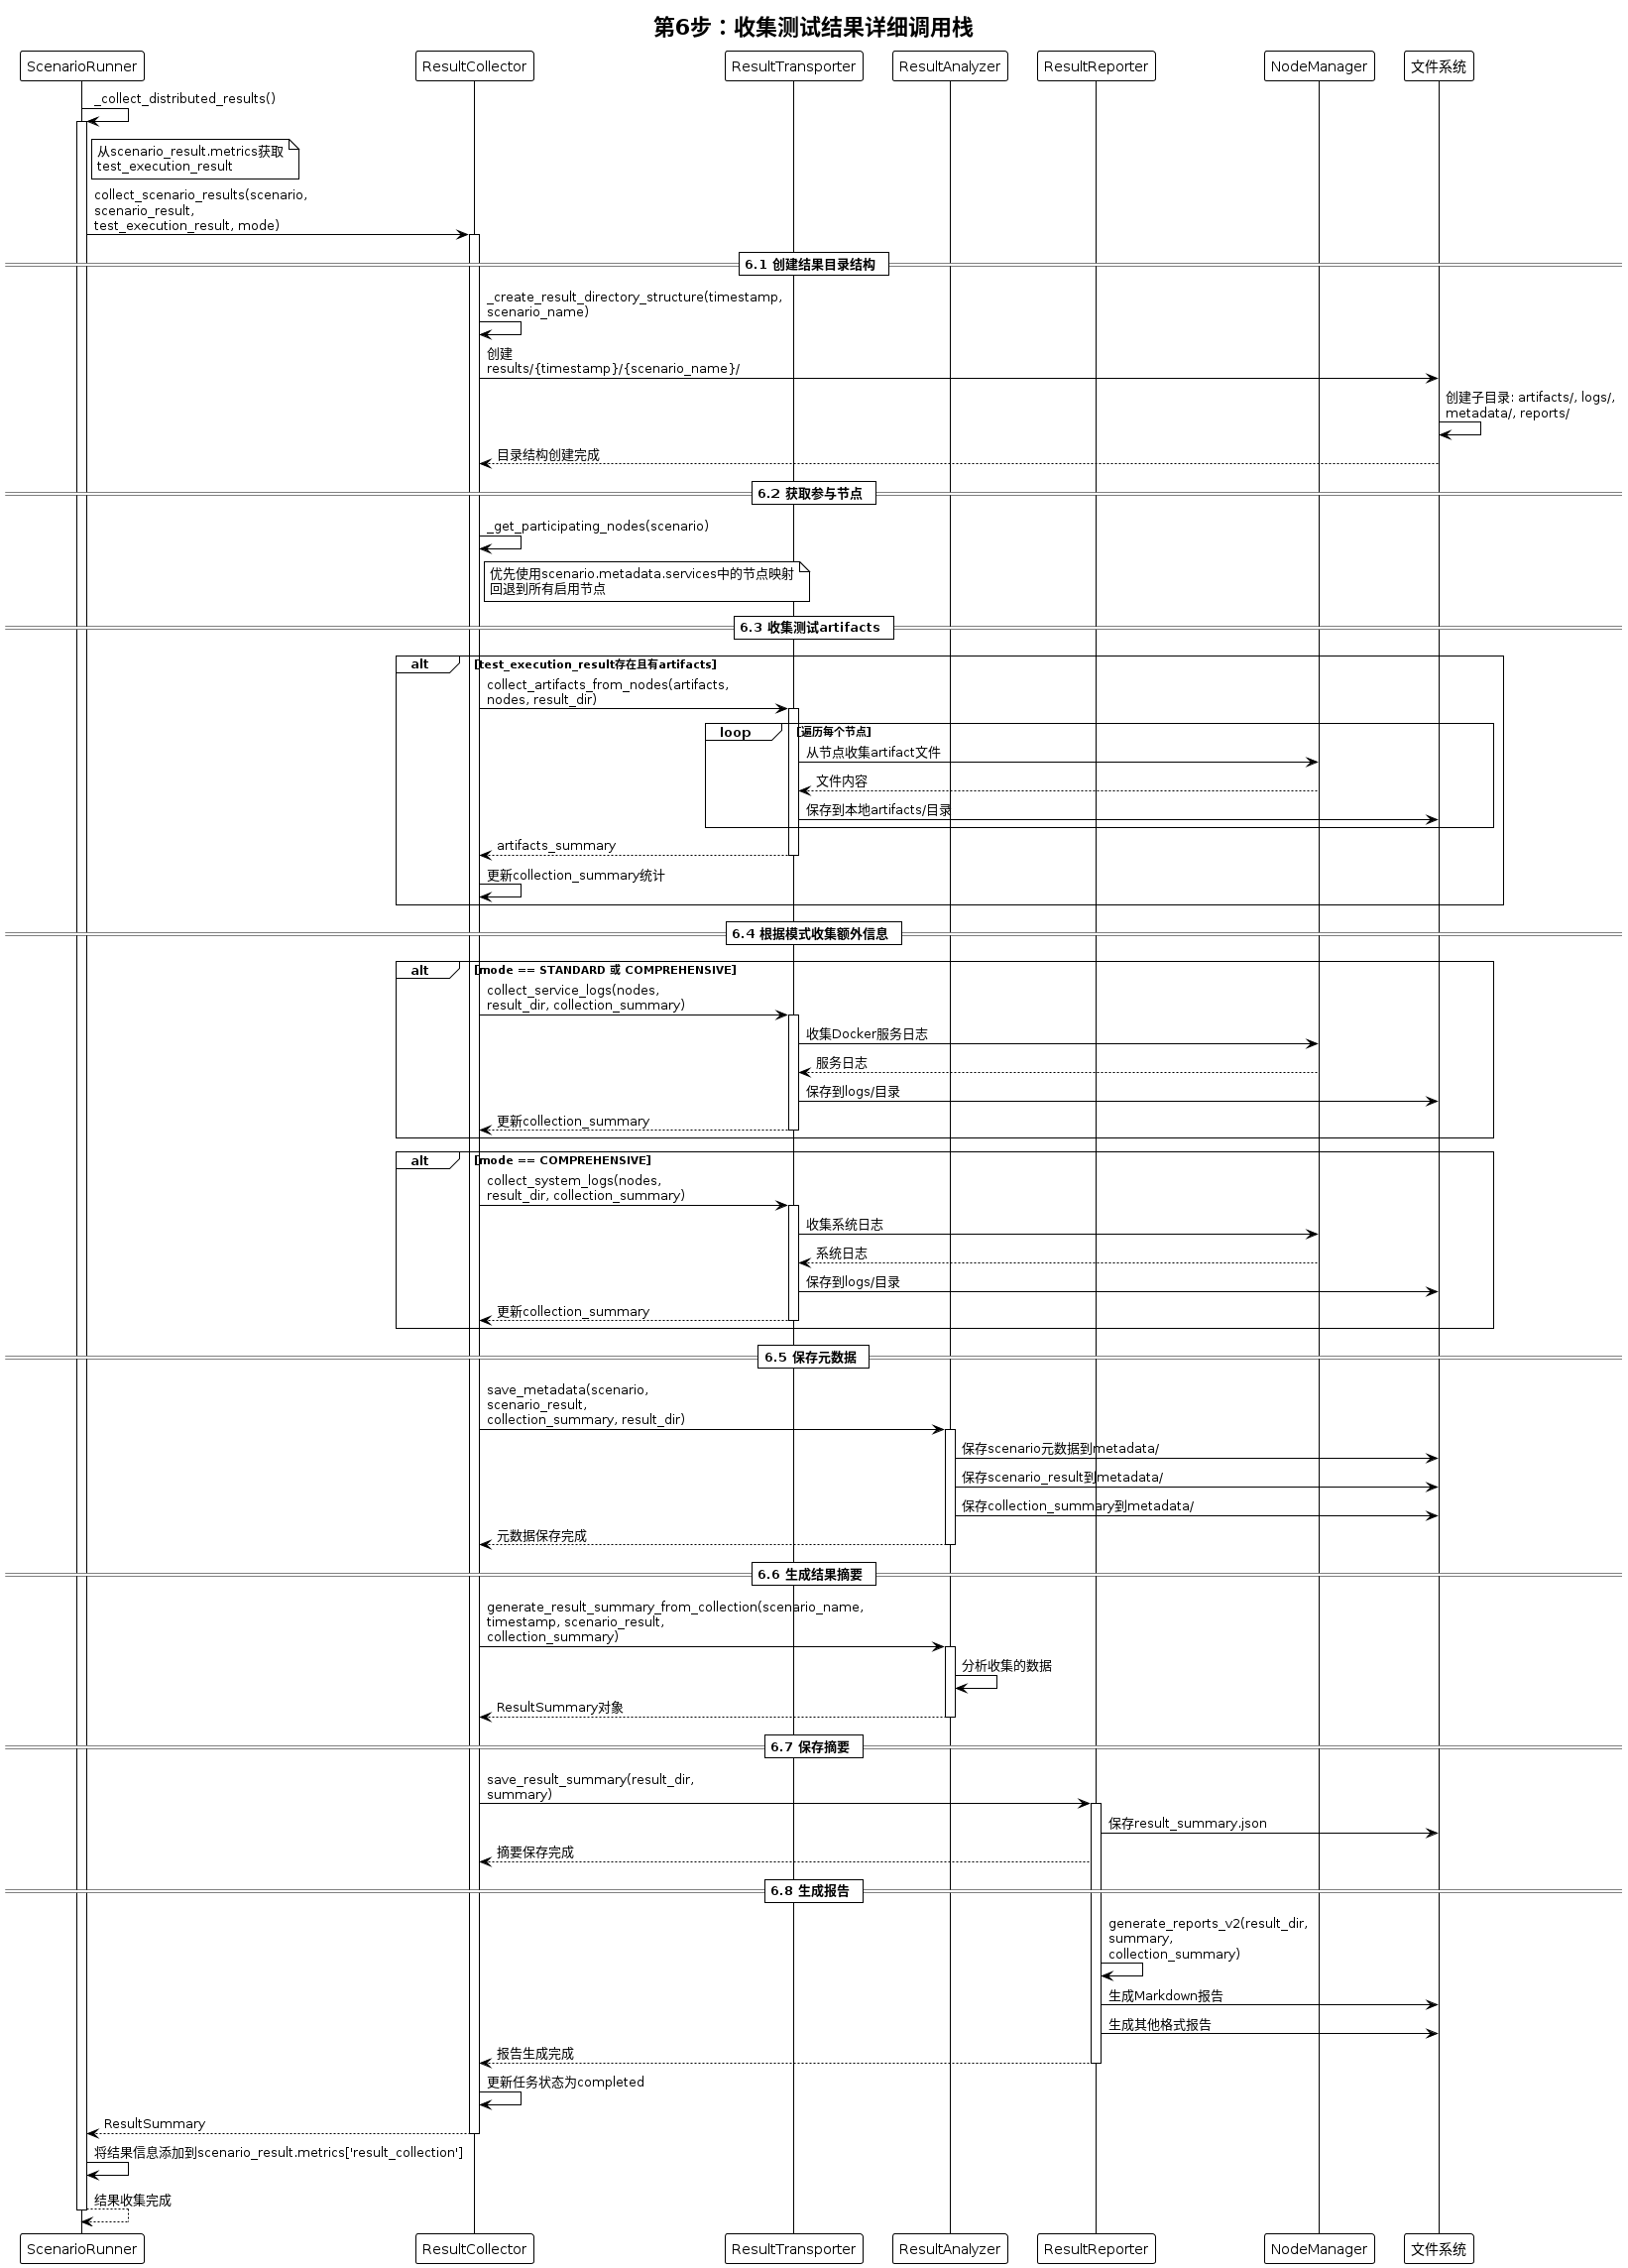 第6步：收集测试结果详细调用栈
ScenarioRunner
ResultCollector
ResultTransporter
ResultAnalyzer
ResultReporter
NodeManager
文件系统
_collect_distributed_results()
从scenario_result.metrics获取
test_execution_result
collect_scenario_results(scenario,
scenario_result,
test_execution_result, mode)
6.1 创建结果目录结构
_create_result_directory_structure(timestamp,
scenario_name)
创建
results/{timestamp}/{scenario_name}/
创建子目录: artifacts/, logs/,
metadata/, reports/
目录结构创建完成
6.2 获取参与节点
_get_participating_nodes(scenario)
优先使用scenario.metadata.services中的节点映射
回退到所有启用节点
6.3 收集测试artifacts
alt
[test_execution_result存在且有artifacts]
collect_artifacts_from_nodes(artifacts,
nodes, result_dir)
loop
[遍历每个节点]
从节点收集artifact文件
文件内容
保存到本地artifacts/目录
artifacts_summary
更新collection_summary统计
6.4 根据模式收集额外信息
alt
[mode == STANDARD 或 COMPREHENSIVE]
collect_service_logs(nodes,
result_dir, collection_summary)
收集Docker服务日志
服务日志
保存到logs/目录
更新collection_summary
alt
[mode == COMPREHENSIVE]
collect_system_logs(nodes,
result_dir, collection_summary)
收集系统日志
系统日志
保存到logs/目录
更新collection_summary
6.5 保存元数据
save_metadata(scenario,
scenario_result,
collection_summary, result_dir)
保存scenario元数据到metadata/
保存scenario_result到metadata/
保存collection_summary到metadata/
元数据保存完成
6.6 生成结果摘要
generate_result_summary_from_collection(scenario_name,
timestamp, scenario_result,
collection_summary)
分析收集的数据
ResultSummary对象
6.7 保存摘要
save_result_summary(result_dir,
summary)
保存result_summary.json
摘要保存完成
6.8 生成报告
generate_reports_v2(result_dir,
summary,
collection_summary)
生成Markdown报告
生成其他格式报告
报告生成完成
更新任务状态为completed
ResultSummary
将结果信息添加到scenario_result.metrics['result_collection']
结果收集完成
ScenarioRunner
ResultCollector
ResultTransporter
ResultAnalyzer
ResultReporter
NodeManager
文件系统